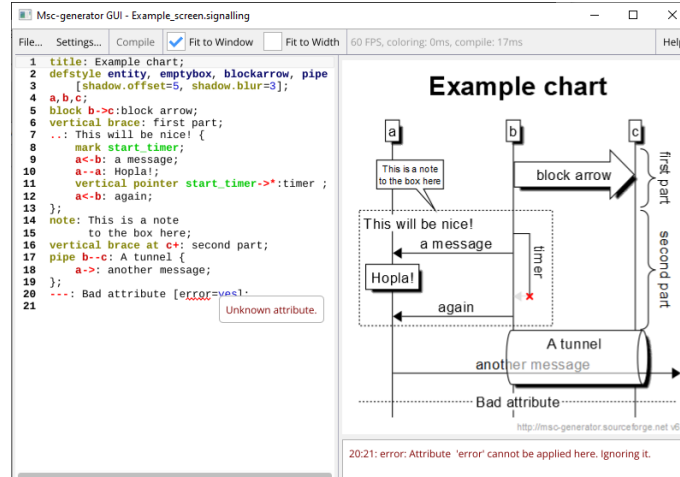 Msc-generator GUI - Example_screen.signalling
File... Settings... Compile Fit to Window Fit to Width 60 FPS, coloring: 0ms, compile: 17ms
1 title: Example chart;
2 defstyle entity, emptybox, blockarrow, pipe
3 [shadow.offset=5, shadow.blur=3];
4 a,b,c;
5 block b->c:block arrow;
6 vertical brace: first part;
7 ..: This will be nice! {
8 mark start_timer;
9 a<-b: a message;
10 a--a: Hopla!;
11 vertical pointer start_timer->*:timer ;
12 a<-b: again;
13 };
14 note: This is a note
15 to the box here;
16 vertical brace at c+: second part;
17 pipe b--c: A tunnel {
18 a->: another message;
19 };
20 ---: Bad attribute [error=yes];
21
Unknown attribute.
Example chart
a b c
This is a note
to the box here
block arrow
first part
This will be nice!
a message
timer
second part
Hopla!
again
A tunnel
another message
Bad attribute
http://msc-generator.sourceforge.net v6
20:21: error: Attribute 'error' cannot be applied here. Ignoring it.